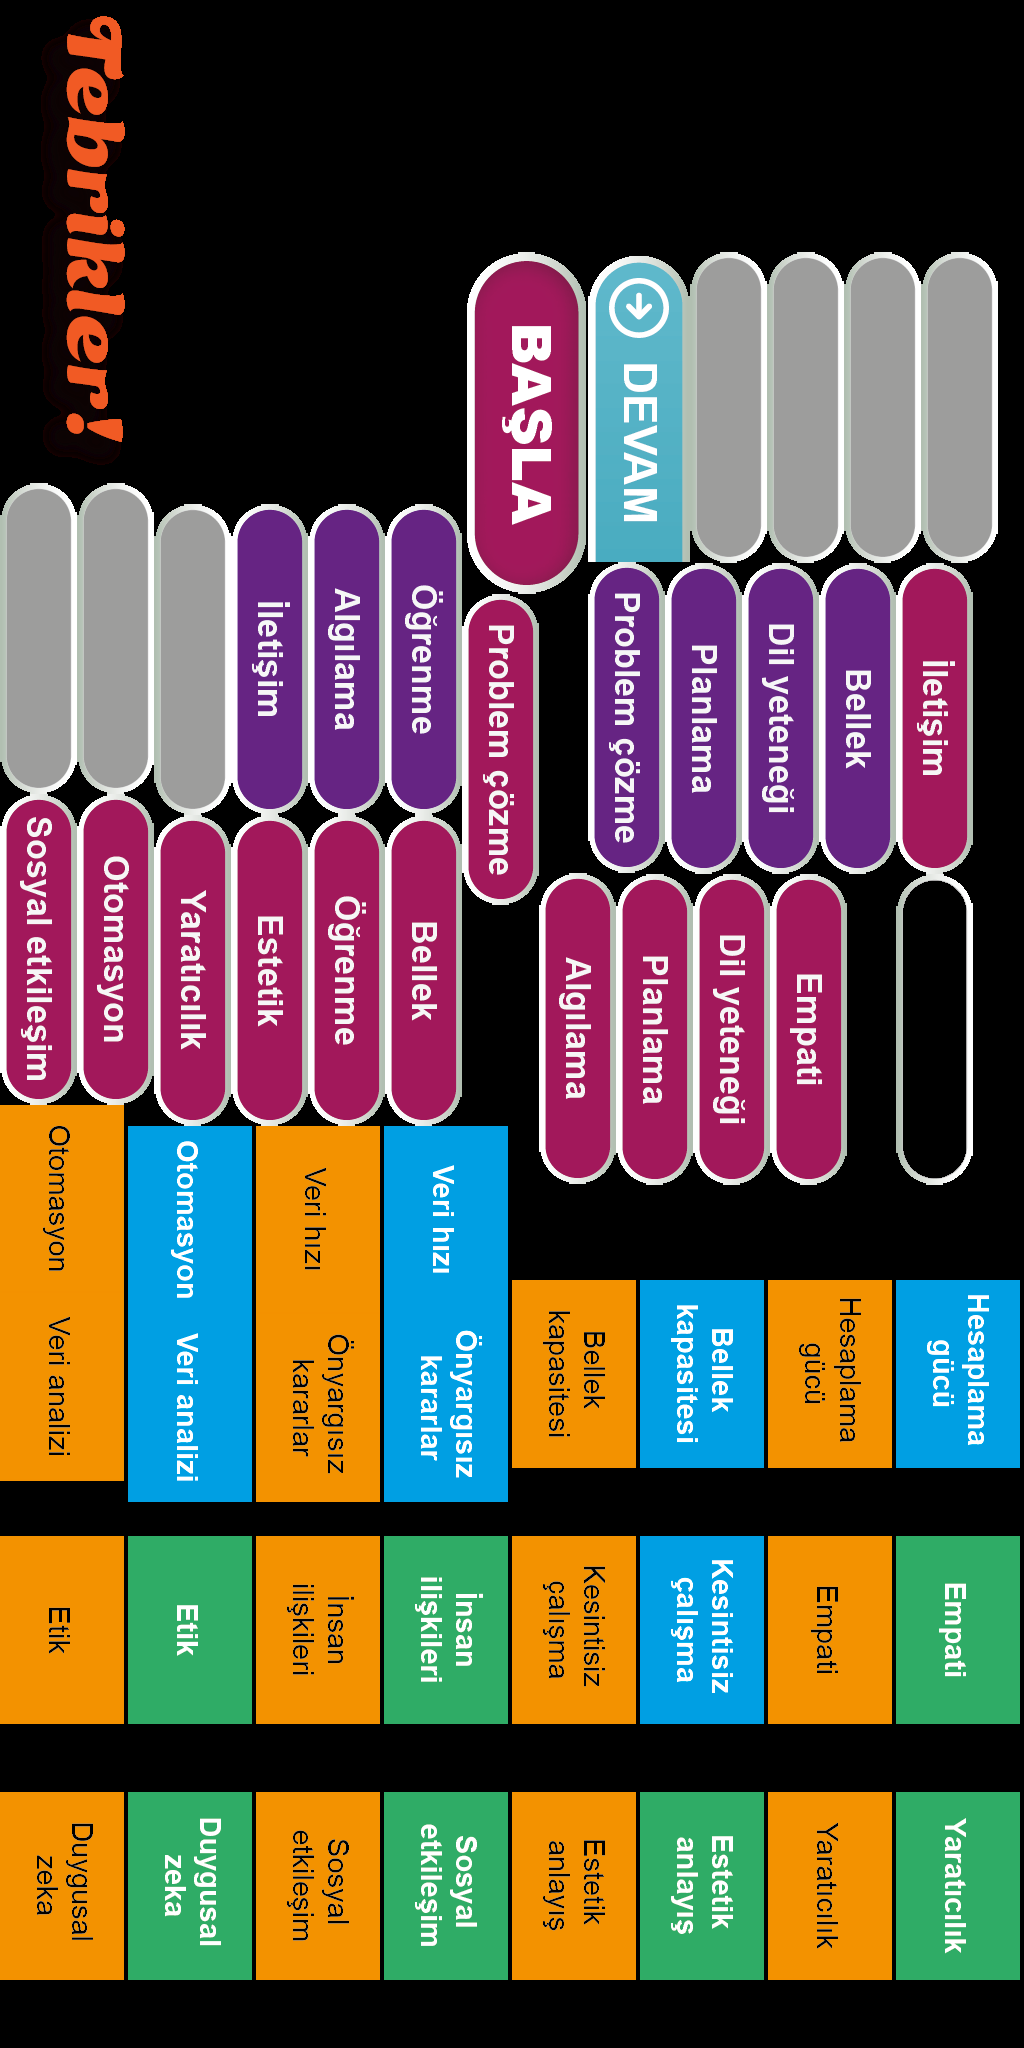 İletişim
Bellek
Dil yeteneği
Planlama
DEVAM
Problem çözme
BAŞLA
Empati
Dil yeteneği
Planlama
Algılama
Problem çözme
Öğrenme
Bellek
Algılama
Öğrenme
İletişim
Estetik
Yaratıcılık
Otomasyon
Tebrikler!
Sosyal etkileşim
Hesaplama
gücü
Empati
Yaratıcılık
Hesaplama
gücü
Empati
Yaratıcılık
Bellek
kapasitesi
Kesintisiz
çalışma
Estetik
anlayış
Bellek
kapasitesi
Kesintisiz
çalışma
Estetik
anlayış
Veri hızı
Önyargısız
kararlar
İnsan
ilişkileri
Sosyal
etkileşim
Veri hızı
Önyargısız
kararlar
İnsan
ilişkileri
Sosyal
etkileşim
Otomasyon
Veri analizi
Etik
Duygusal
zeka
Otomasyon
Veri analizi
Etik
Duygusal
zeka